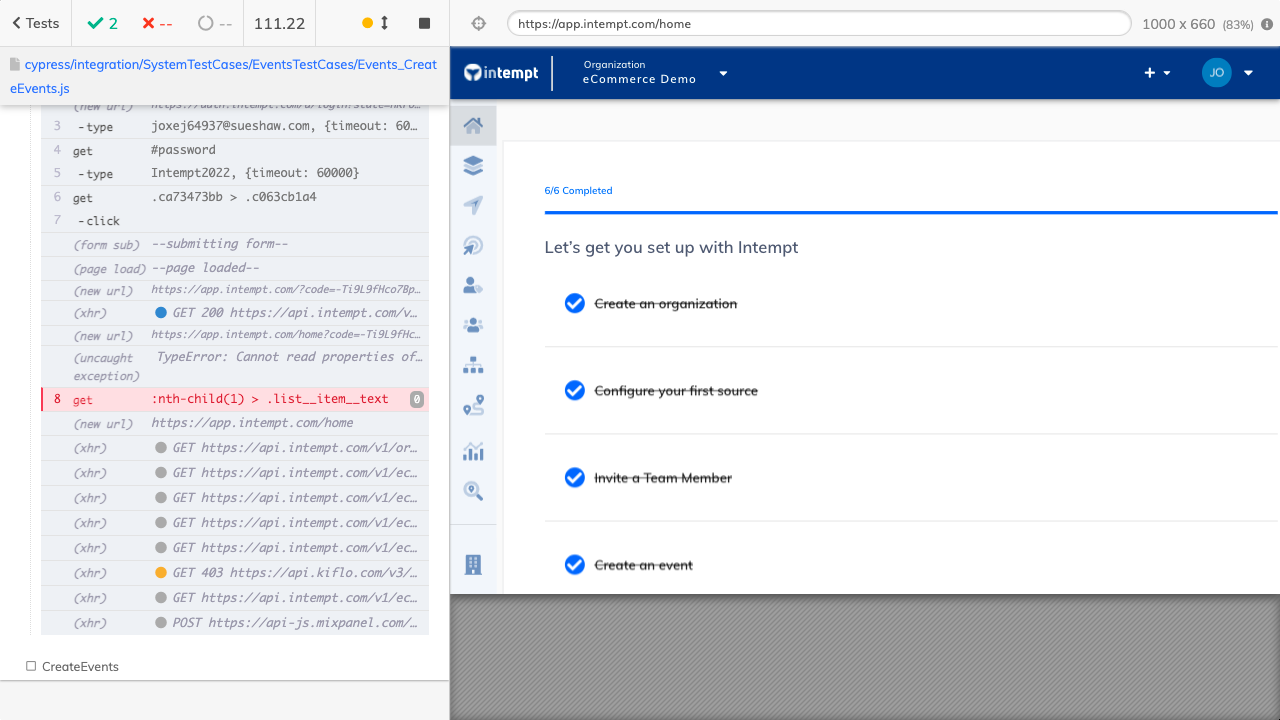 Tests
2
--
--
111.22
https://app.intempt.com/home
1000 x 660 (83%)
cypress/integration/SystemTestCases/EventsTestCases/Events_Creat
eEvents.js
(new url)
3 -type joxej64937@sueshaw.com, {timeout: 60…
4 get #password
5 -type Intempt2022, {timeout: 60000}
6 get .ca73473bb > .c063cb1a4
7 -click
(form sub) --submitting form--
(page load) --page loaded--
(new url) https://app.intempt.com/?code=-Ti9L9fHco7Bp…
(xhr) GET 200 https://api.intempt.com/v…
(new url) https://app.intempt.com/home?code=-Ti9L9fHc…
(uncaught exception) TypeError: Cannot read properties of…
8 get :nth-child(1) > .list__item__text 0
(new url) https://app.intempt.com/home
(xhr) GET https://api.intempt.com/v1/or…
(xhr) GET https://api.intempt.com/v1/ec…
(xhr) GET https://api.intempt.com/v1/ec…
(xhr) GET https://api.intempt.com/v1/ec…
(xhr) GET https://api.intempt.com/v1/ec…
(xhr) GET 403 https://api.kiflo.com/v3/…
(xhr) GET https://api.intempt.com/v1/ec…
(xhr) POST https://api-js.mixpanel.com/…
CreateEvents
intempt
Organization
eCommerce Demo
JO
6/6 Completed
Let's get you set up with Intempt
Create an organization
Configure your first source
Invite a Team Member
Create an event